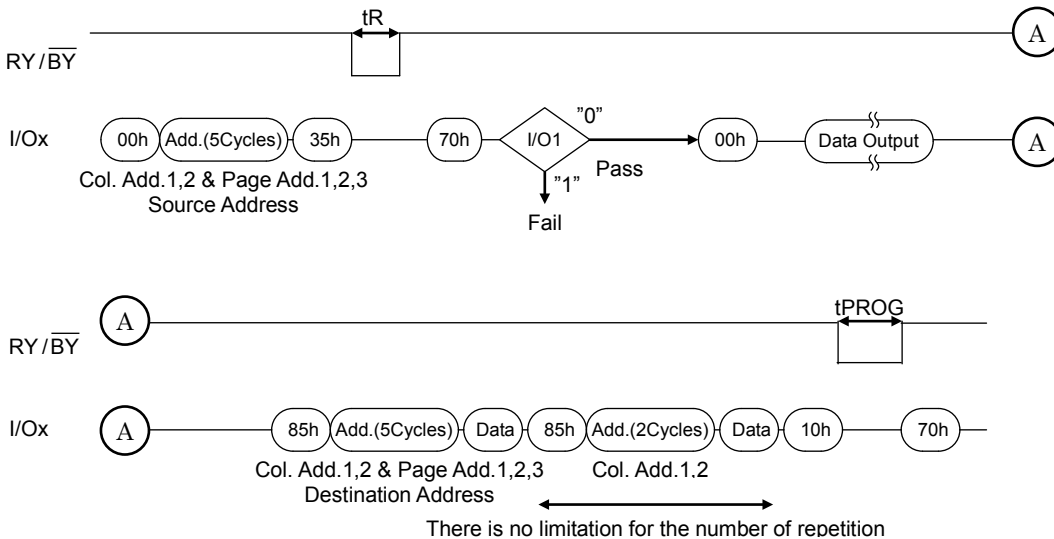 tR
RY/BY
A
I/Ox 00h Add.(5Cycles) 35h 70h I/O1 "0" Pass 00h Data Output A
Col. Add.1,2 & Page Add.1,2,3
Source Address
"1"
Fail
A
tPROG
RY/BY
I/Ox A 85h Add.(5Cycles) Data 85h Add.(2Cycles) Data 10h 70h
Col. Add.1,2 & Page Add.1,2,3 Col. Add.1,2
Destination Address
There is no limitation for the number of repetition